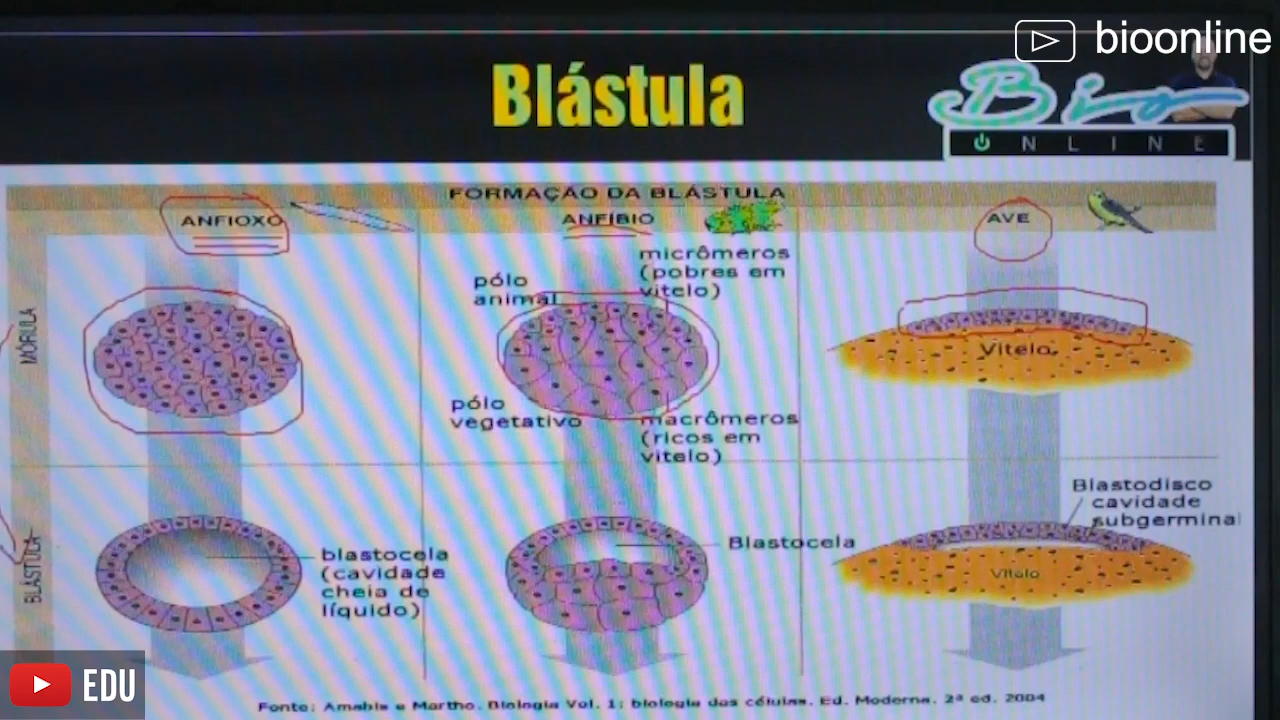 bioonline
Blástula
Bio
ONLINE
FORMAÇÃO DA BLÁSTULA
ANFIOXO
ANFÍBIO
AVE
MÓRULA
pólo
animal
micrômeros
(pobres em
vitelo)
Vitelo
pólo
vegetativo
macrômeros
(ricos em
vitelo)
BLÁSTULA
blastocela
(cavidade
cheia de
líquido)
Blastocela
Blastodisco
cavidade
subgerminal
Vitelo
EDU
Fonte: Amabis e Martho. Biologia Vol. 1: biologia das células. Ed. Moderna. 2ª ed. 2004